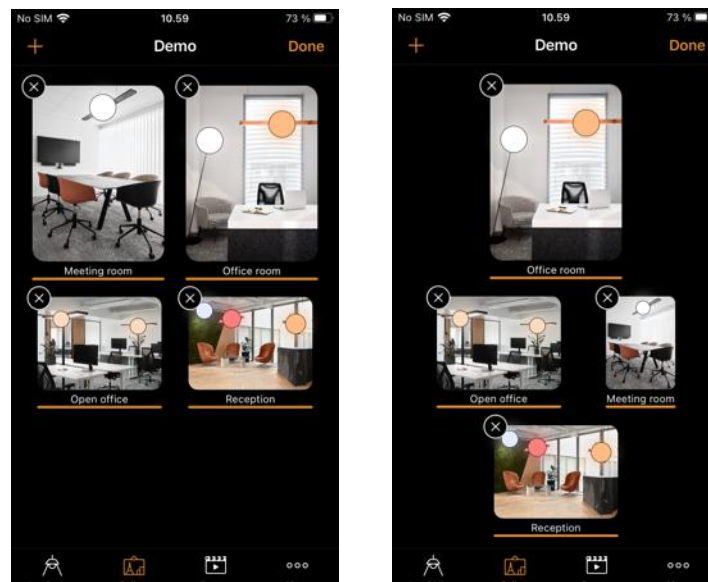 No SIM 10.59 73 %
+ Demo Done
Meeting room Office room
Open office Reception
No SIM 10.59 73 %
+ Demo Done
Office room
Open office Meeting room
Reception